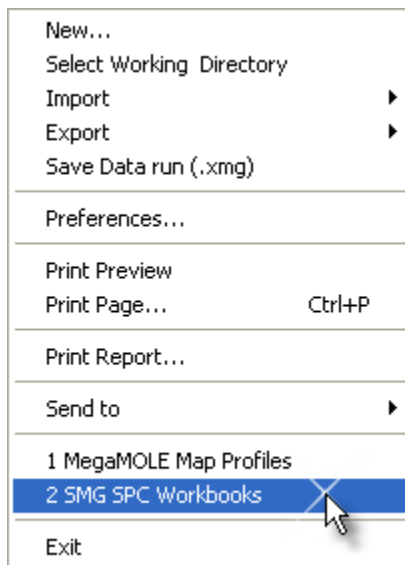 New...
Select Working Directory
Import
Export
Save Data run (.xmg)
Preferences...
Print Preview
Print Page... Ctrl+P
Print Report...
Send to
1 MegaMOLE Map Profiles
2 SMG SPC Workbooks
Exit